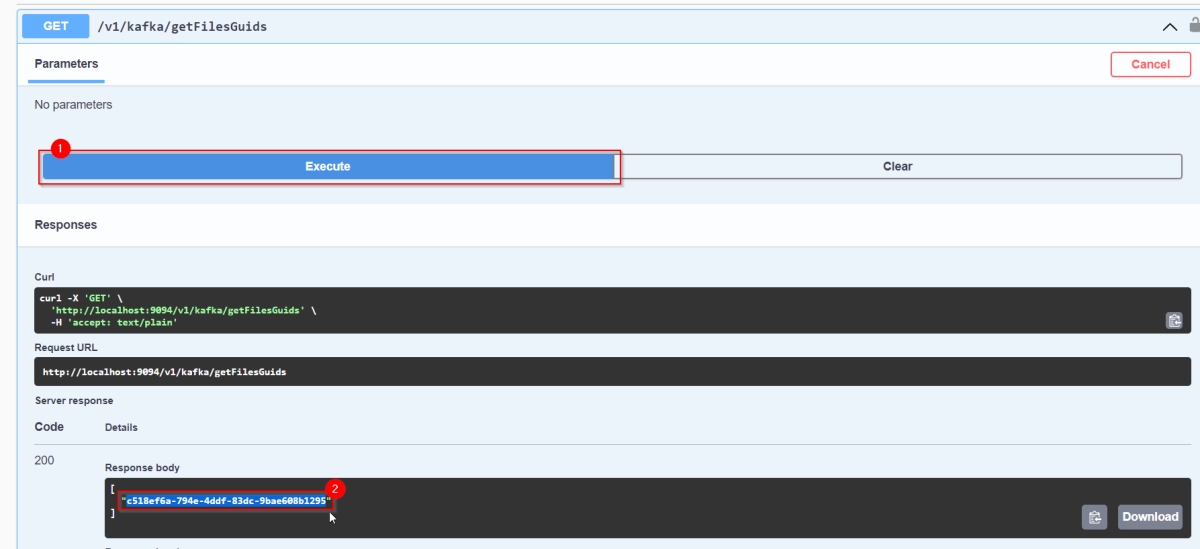 GET /v1/kafka/getFilesGuids
Parameters
Cancel
No parameters
1
Execute
Clear
Responses
Curl
curl -X 'GET' \
'http://localhost:9094/v1/kafka/getFilesGuids' \
-H 'accept: text/plain'
Request URL
http://localhost:9094/v1/kafka/getFilesGuids
Server response
Code Details
200
Response body
2
[
"c518ef6a-794e-4ddf-83dc-9bae608b1295"
]
Download